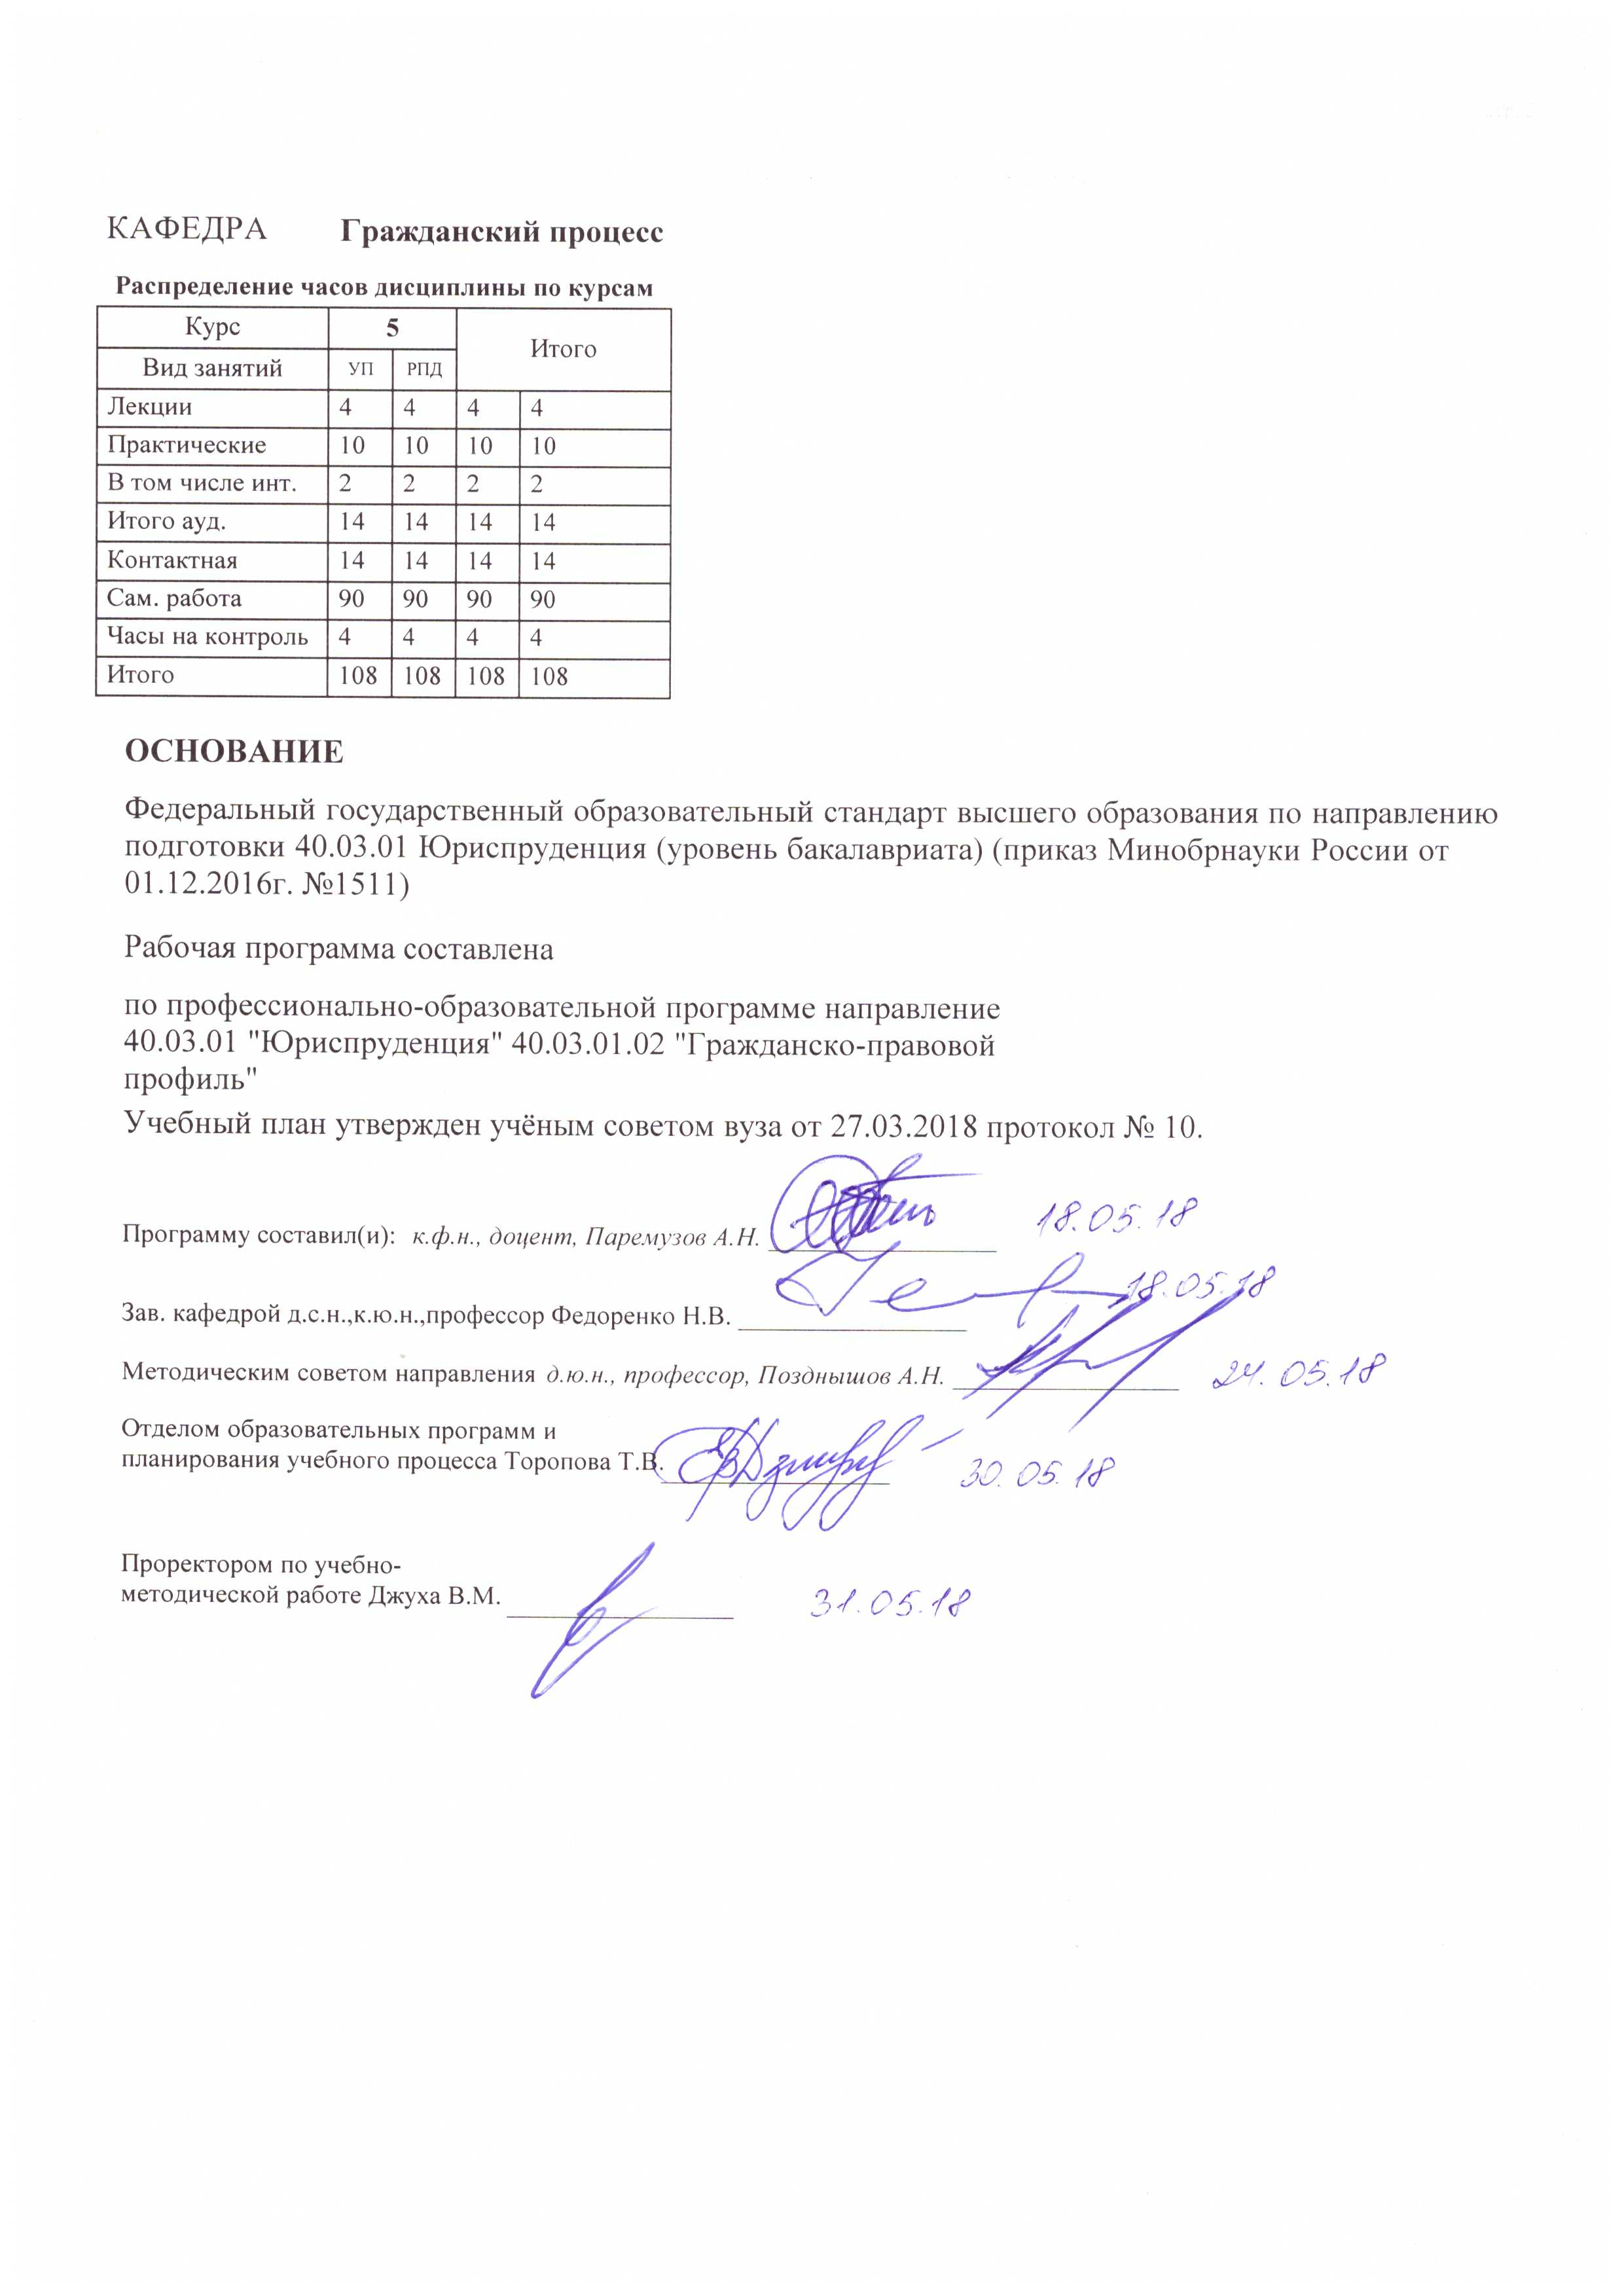 КАФЕДРА Гражданский процесс
Распределение часов дисциплины по курсам
Курс 5 Итого
Вид занятий УП РПД
Лекции 4 4 4 4
Практические 10 10 10 10
В том числе инт. 2 2 2 2
Итого ауд. 14 14 14 14
Контактная 14 14 14 14
Сам. работа 90 90 90 90
Часы на контроль 4 4 4 4
Итого 108 108 108 108
ОСНОВАНИЕ
Федеральный государственный образовательный стандарт высшего образования по направлению
подготовки 40.03.01 Юриспруденция (уровень бакалавриата) (приказ Минобрнауки России от
01.12.2016г. №1511)
Рабочая программа составлена
по профессионально-образовательной программе направление
40.03.01 "Юриспруденция" 40.03.01.02 "Гражданско-правовой
профиль"
Учебный план утвержден учёным советом вуза от 27.03.2018 протокол № 10.
Программу составил(и): к.ф.н., доцент, Паремузов А.Н. 18.05.18
Зав. кафедрой д.с.н.,к.ю.н.,профессор Федоренко Н.В. 18.05.18
Методическим советом направления д.ю.н., профессор, Позднышов А.Н. 24.05.18
Отделом образовательных программ и
планирования учебного процесса Торопова Т.В. 30.05.18
Проректором по учебно-
методической работе Джуха В.М. 31.05.18